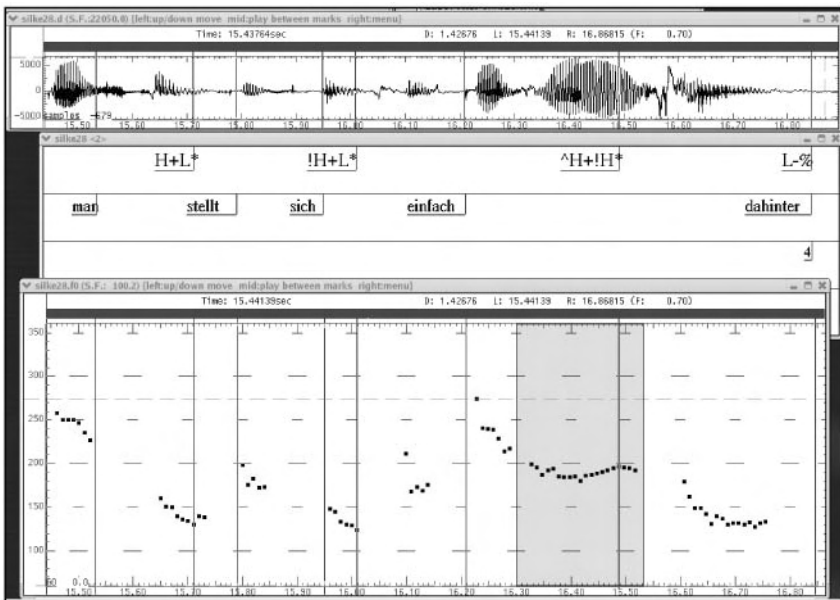 silke28.d (S.F.:22050.0) {left:up/down move mid:play between marks right:menu}
Time: 15.43764sec D: 1.42676 L: 15.44139 R: 16.86815 (F: 0.70)
5000
0
-5000
samples -679
15.50 15.60 15.70 15.80 15.90 16.00 16.10 16.20 16.30 16.40 16.50 16.60 16.70 16.80
silke28 <2>
H+L* !H+L* ^H+!H* L-%
man stellt sich einfach dahinter
4
silke28.f0 (S.F.: 100.2) {left:up/down move mid:play between marks right:menu}
Time: 15.44139sec D: 1.42676 L: 15.44139 R: 16.86815 (F: 0.70)
350
300
250
200
150
100
60 0.0
15.50 15.60 15.70 15.80 15.90 16.00 16.10 16.20 16.30 16.40 16.50 16.60 16.70 16.80